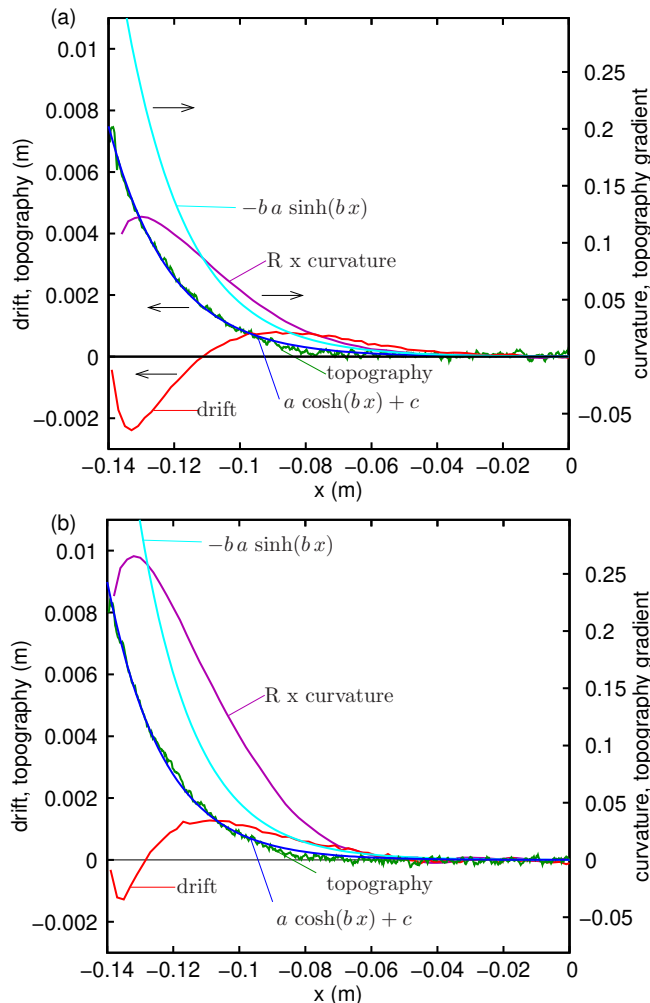 (a)
0.01
0.008
0.006
0.004
0.002
0
−0.002
drift, topography (m)
0.25
0.2
0.15
0.1
0.05
0
−0.05
curvature, topography gradient
−b a sinh(b x)
R x curvature
topography
a cosh(b x) + c
drift
−0.14 −0.12 −0.1 −0.08 −0.06 −0.04 −0.02 0
x (m)
(b)
0.01
0.008
0.006
0.004
0.002
0
−0.002
drift, topography (m)
0.25
0.2
0.15
0.1
0.05
0
−0.05
curvature, topography gradient
−b a sinh(b x)
R x curvature
drift
topography
a cosh(b x) + c
−0.14 −0.12 −0.1 −0.08 −0.06 −0.04 −0.02 0
x (m)